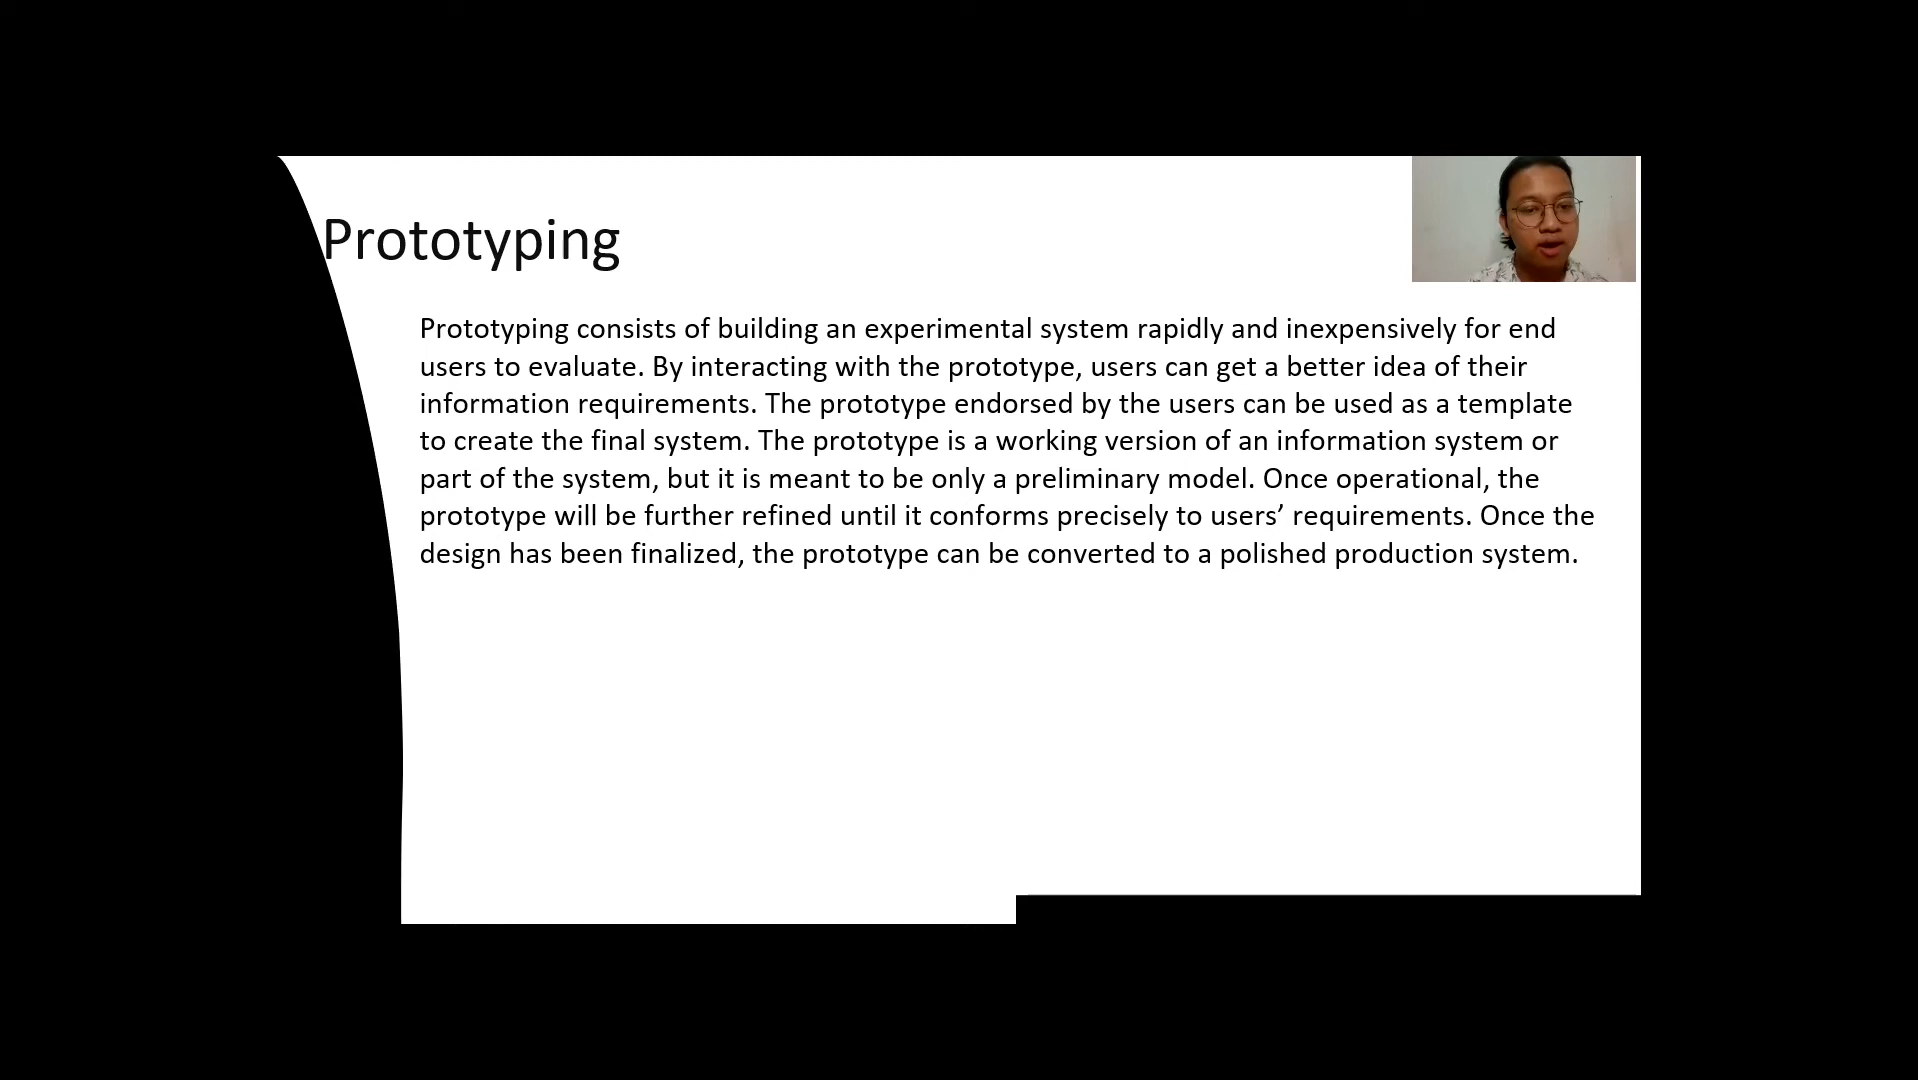 Prototyping
Prototyping consists of building an experimental system rapidly and inexpensively for end
users to evaluate. By interacting with the prototype, users can get a better idea of their
information requirements. The prototype endorsed by the users can be used as a template
to create the final system. The prototype is a working version of an information system or
part of the system, but it is meant to be only a preliminary model. Once operational, the
prototype will be further refined until it conforms precisely to users’ requirements. Once the
design has been finalized, the prototype can be converted to a polished production system.